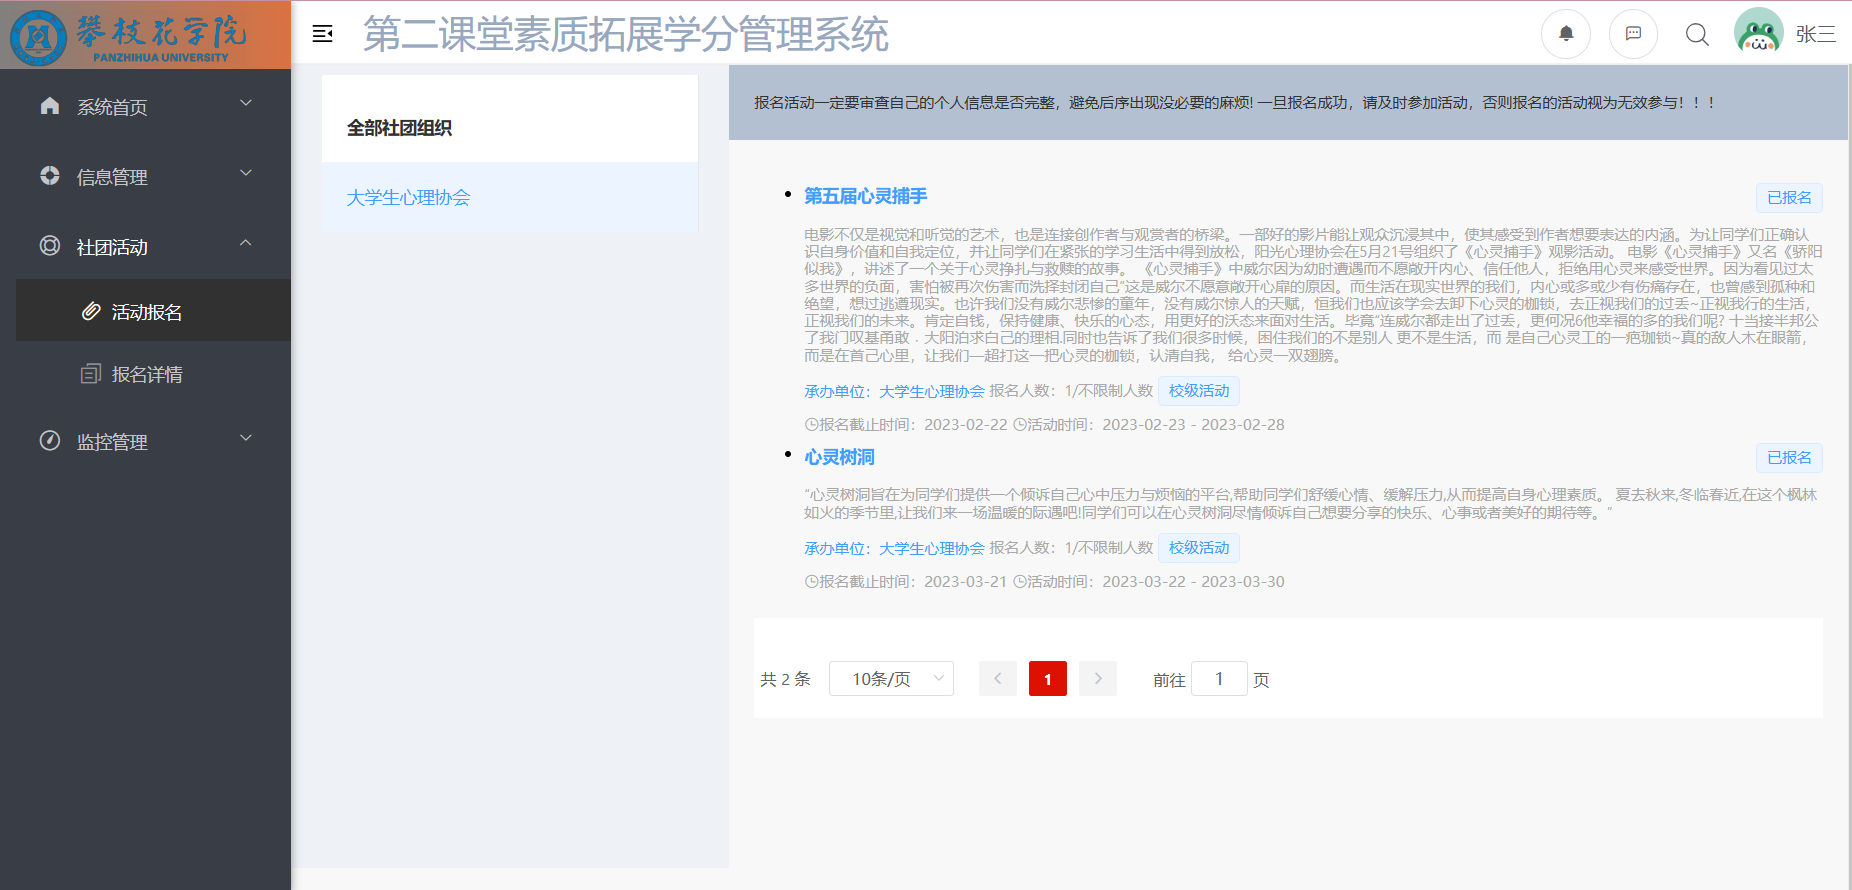 攀枝花学院
PANZHIHUA UNIVERSITY
第二课堂素质拓展学分管理系统
张三
系统首页
信息管理
社团活动
活动报名
报名详情
监控管理
全部社团组织
大学生心理协会
报名活动一定要审查自己的个人信息是否完整，避免后序出现没必要的麻烦! 一旦报名成功，请及时参加活动，否则报名的活动视为无效参与！！！
第五届心灵捕手
已报名
电影不仅是视觉和听觉的艺术，也是连接创作者与观赏者的桥梁。一部好的影片能让观众沉浸其中，使其感受到作者想要表达的内涵。为让同学们正确认
识自身价值和自我定位，并让同学们在紧张的学习生活中得到放松，阳光心理协会在5月21号组织了《心灵捕手》观影活动。 电影《心灵捕手》又名《骄阳
似我》，讲述了一个关于心灵挣扎与救赎的故事。 《心灵捕手》中威尔因为幼时遭遇而不愿敞开内心、信任他人，拒绝用心灵来感受世界。因为看见过太
多世界的负面，害怕被再次伤害而洗择封闭自己“这是威尔不愿意敞开心扉的原因。而生活在现实世界的我们，内心或多或少有伤痛存在，也曾感到孤种和
绝望，想过逃遵现实。也许我们没有威尔悲惨的童年，没有威尔惊人的天赋，恒我们也应该学会去卸下心灵的枷锁，去正视我们的过丢~正视我行的生活，
正视我们的未来。肯定自钱，保持健康、快乐的心态，用更好的沃态来面对生活。毕竟“连威尔都走出了过丢，更何况6他幸褔的多的我们呢? 十当接半邦公
了我门叹基甬敢﹒大阳泊求白己的理相.同时也告诉了我们很多时候，困住我们的不是别人 更不是生活，而 是自己心灵工的一疤珈锁~真的敌人木在眼箭，
而是在首己心里，让我们—超打这一把心灵的枷锁，认清自我， 给心灵一双翅膀。
承办单位：大学生心理协会 报名人数：1/不限制人数 校级活动
报名截止时间：2023-02-22 活动时间：2023-02-23 - 2023-02-28
心灵树洞
已报名
“心灵树洞旨在为同学们提供一个倾诉自己心中压力与烦恼的平台,帮助同学们舒缓心情、缓解压力,从而提高自身心理素质。 夏去秋来,冬临春近,在这个枫林
如火的季节里,让我们来一场温暖的际遇吧!同学们可以在心灵树洞尽情倾诉自己想要分享的快乐、心事或者美好的期待等。”
承办单位：大学生心理协会 报名人数：1/不限制人数 校级活动
报名截止时间：2023-03-21 活动时间：2023-03-22 - 2023-03-30
共 2 条 10条/页 1 前往 1 页